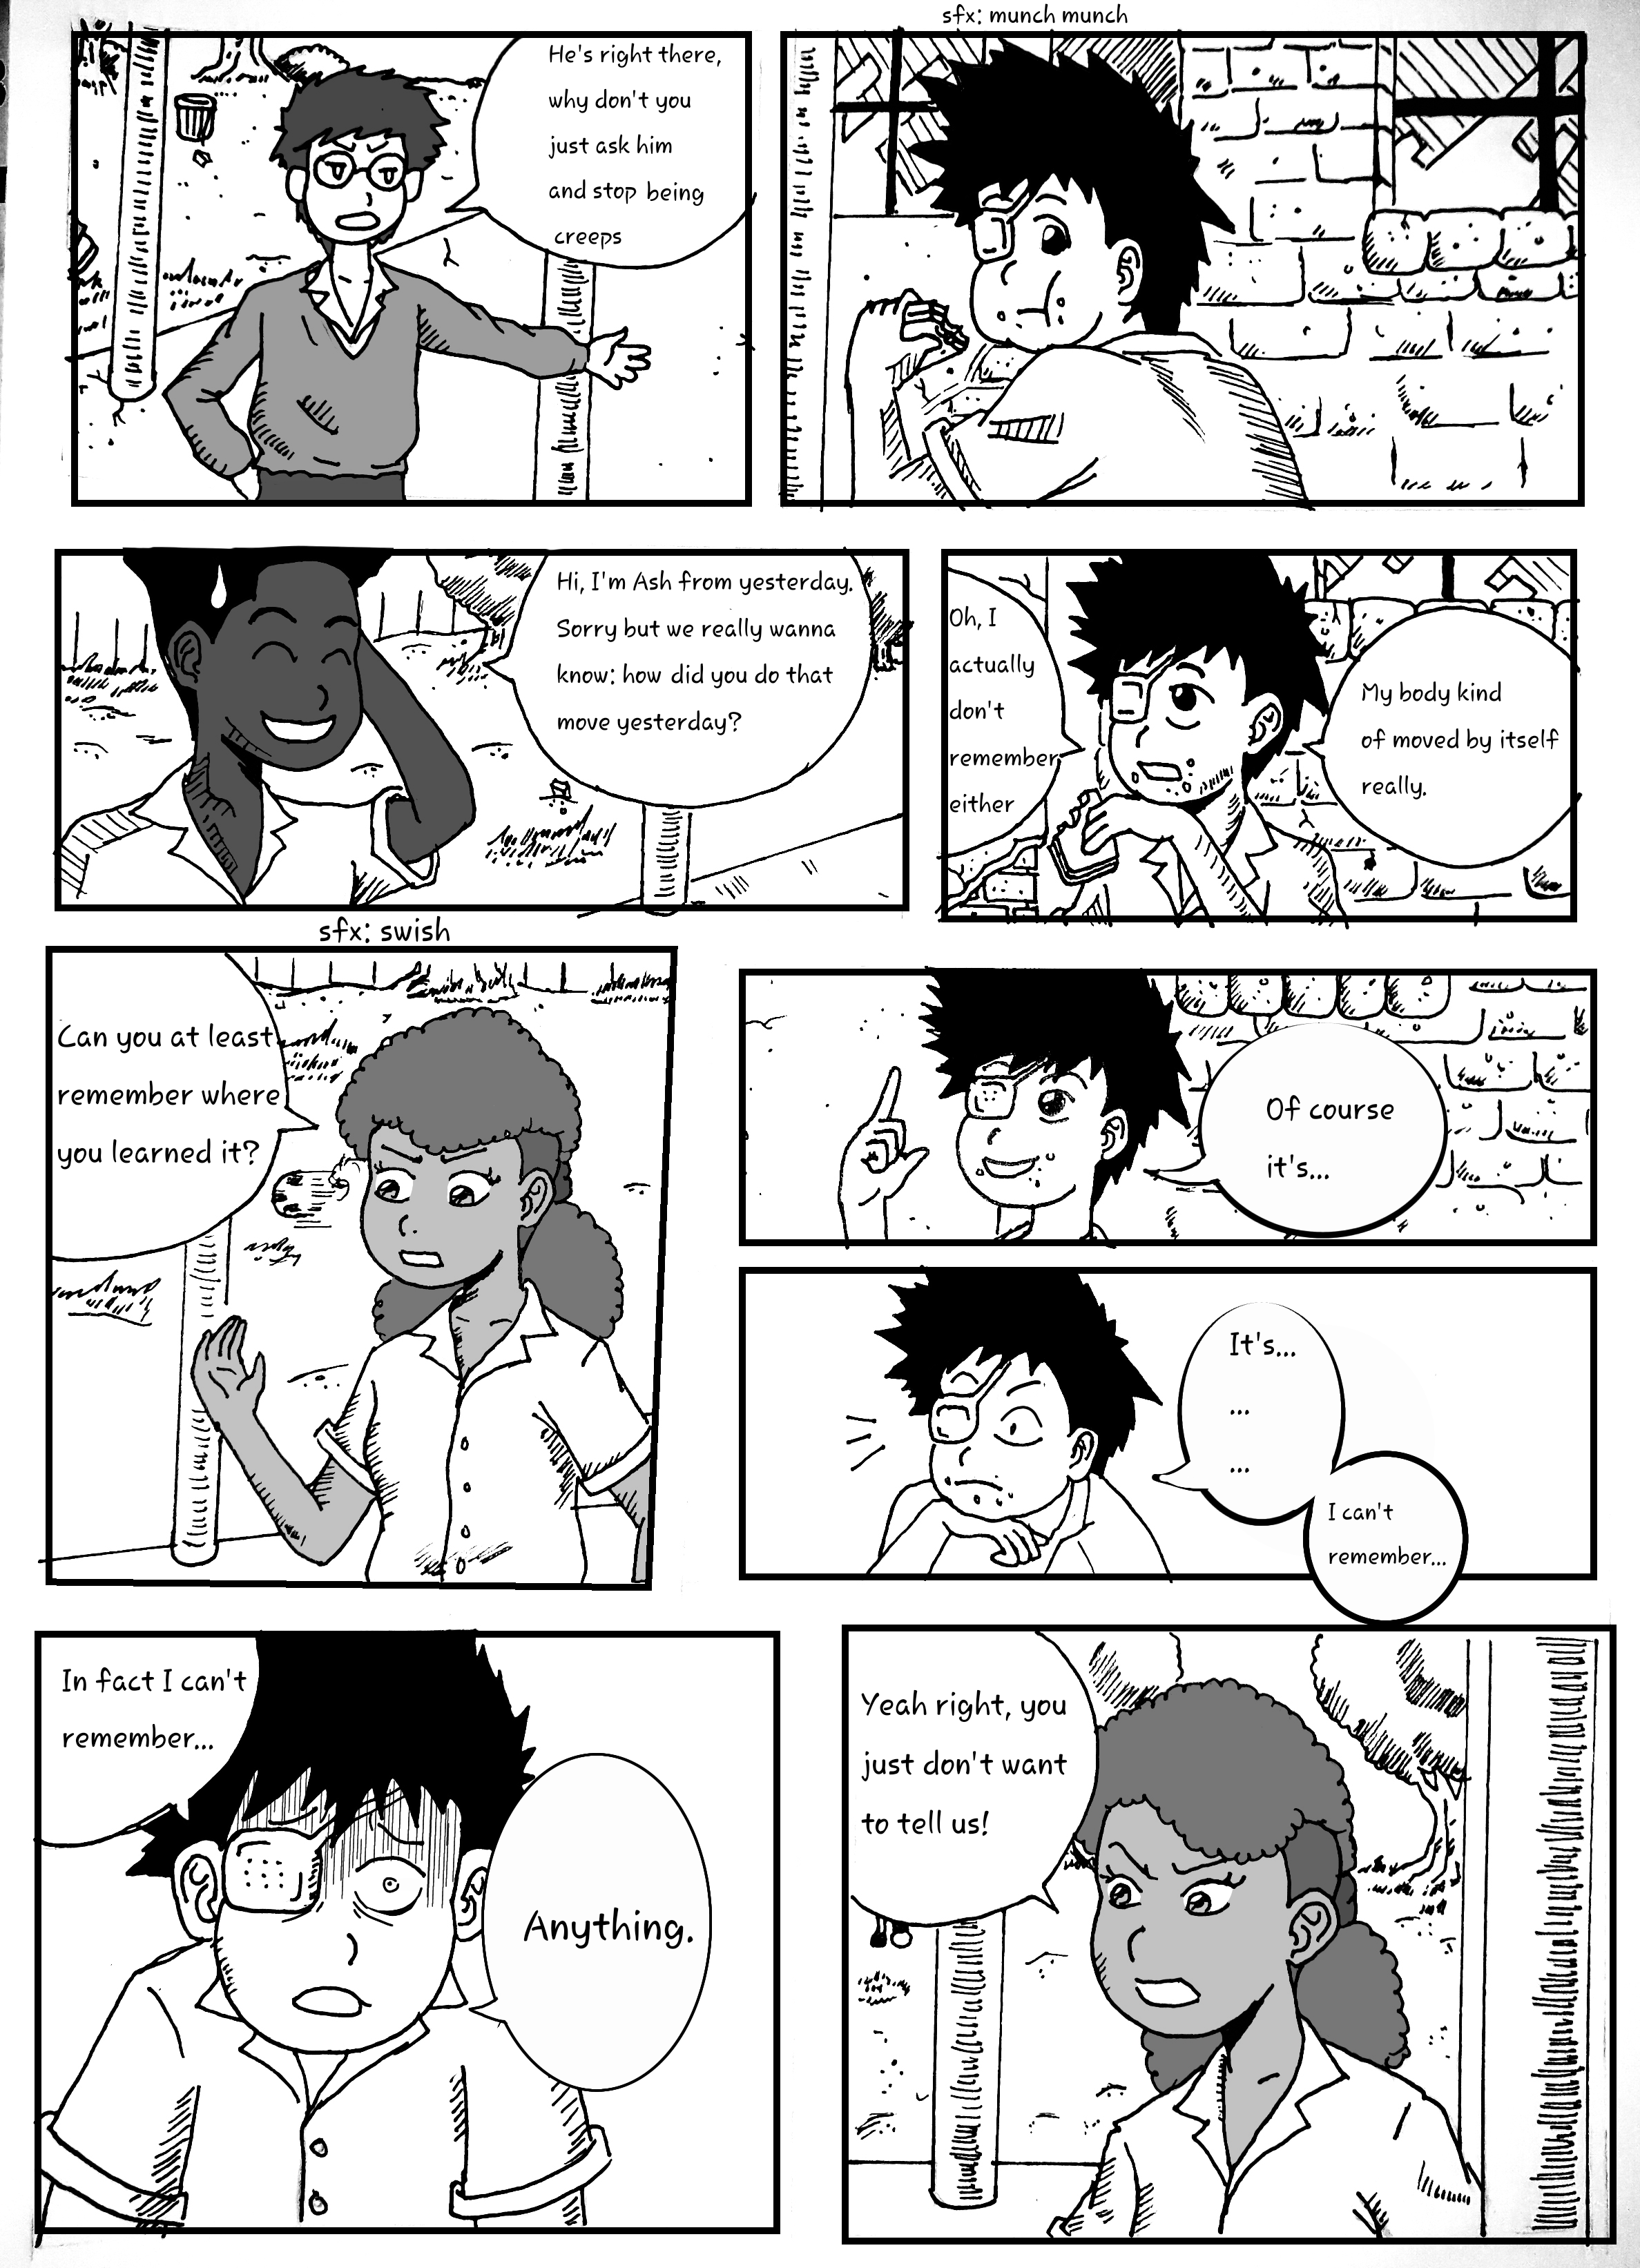 sfx: munch munch
He's right there,
why don't you
just ask him
and stop being
creeps
Hi, I'm Ash from yesterday.
Sorry but we really wanna
know: how did you do that
move yesterday?
Oh, I
actually
don't
remember
either
My body kind
of moved by itself
really.
sfx: swish
Can you at least
remember where
you learned it?
Of course
it's...
It's...
...
...
I can't
remember...
In fact I can't
remember...
Anything.
Yeah right, you
just don't want
to tell us!